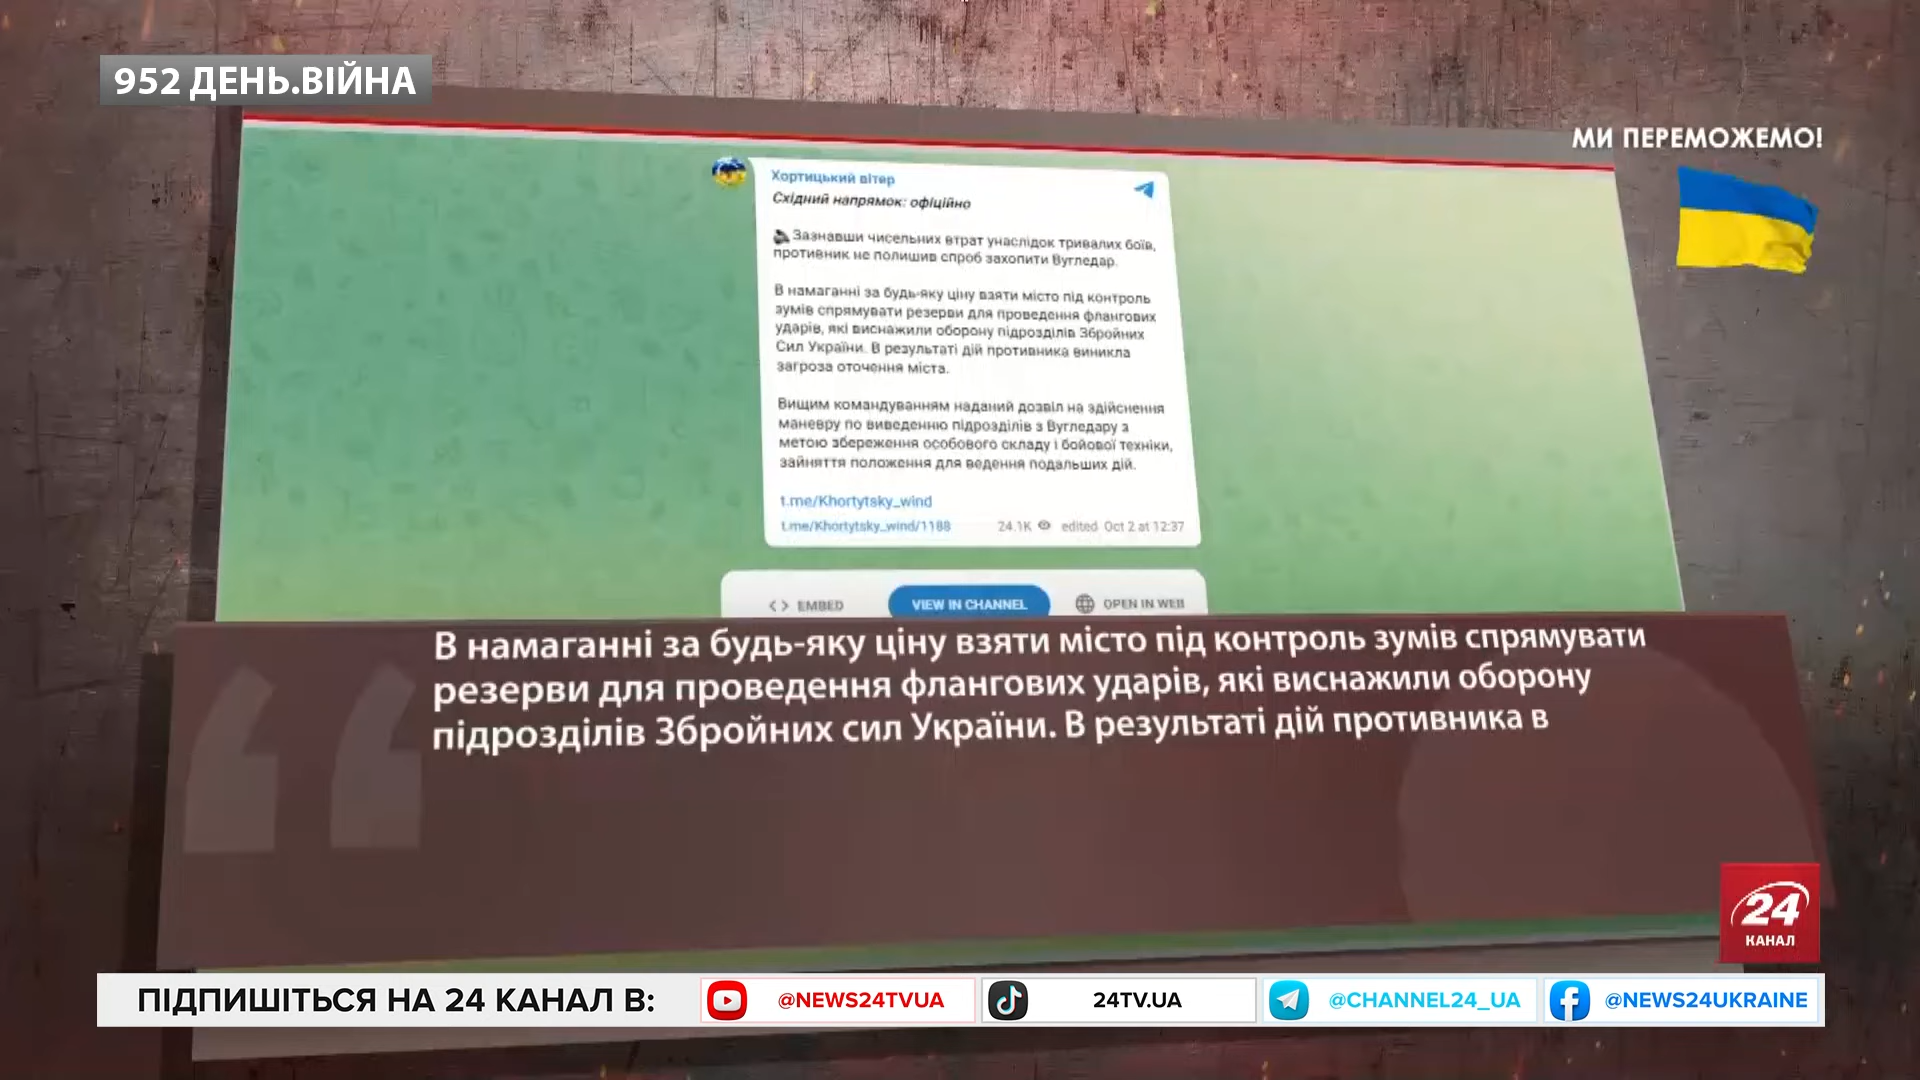 952 ДЕНЬ.ВІЙНА
МИ ПЕРЕМОЖЕМО!
Хортицький вітер
Східний напрямок: офіційно
Зазнавши чисельних втрат унаслідок тривалих боїв,
противник не полишив спроб захопити Вугледар.
В намаганні за будь-яку ціну взяти місто під контроль
зумів спрямувати резерви для проведення флангових
ударів, які виснажили оборону підрозділів Збройних
Сил України. В результаті дій противника виникла
загроза оточення міста.
Вищим командуванням наданий дозвіл на здійснення
маневру по виведенню підрозділів з Вугледару з
метою збереження особового складу і бойової техніки,
зайняття положення для ведення подальших дій.
t.me/Khortytsky_wind
t.me/Khortytsky_wind/1188 24.1K edited Oct 2 at 12:37
EMBED VIEW IN CHANNEL OPEN IN WEB
В намаганні за будь-яку ціну взяти місто під контроль зумів спрямувати
резерви для проведення флангових ударів, які виснажили оборону
підрозділів Збройних сил України. В результаті дій противника в
24
КАНАЛ
ПІДПИШІТЬСЯ НА 24 КАНАЛ В: @NEWS24TVUA 24TV.UA @CHANNEL24_UA @NEWS24UKRAINE